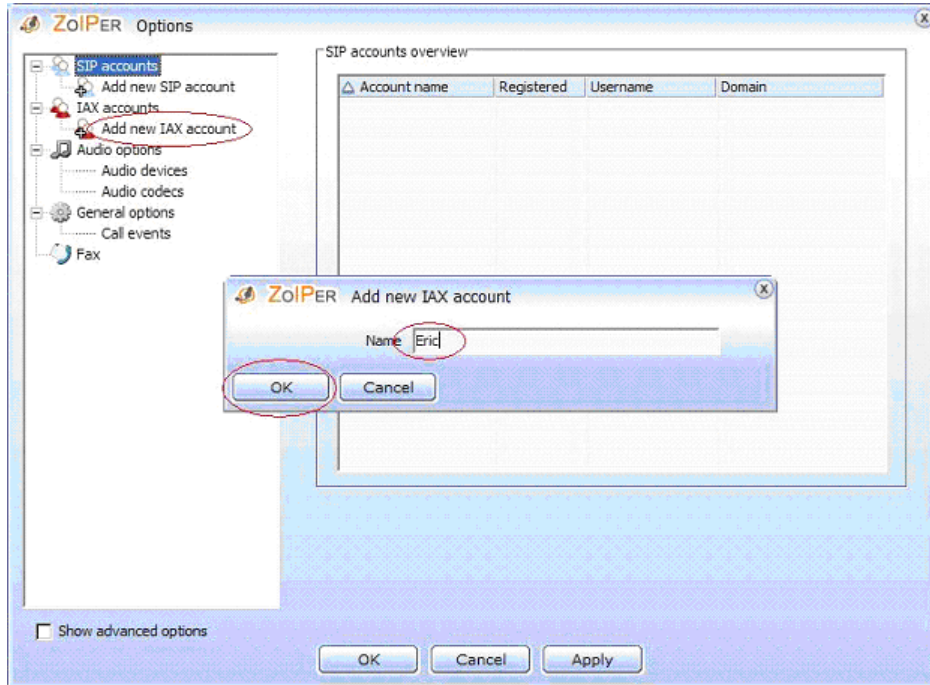 ZOIPER Options
SIP accounts
Add new SIP account
IAX accounts
Add new IAX account
Audio options
Audio devices
Audio codecs
General options
Call events
Fax
SIP accounts overview
Account name Registered Username Domain
ZOIPER Add new IAX account
Name Eric
OK Cancel
Show advanced options
OK Cancel Apply